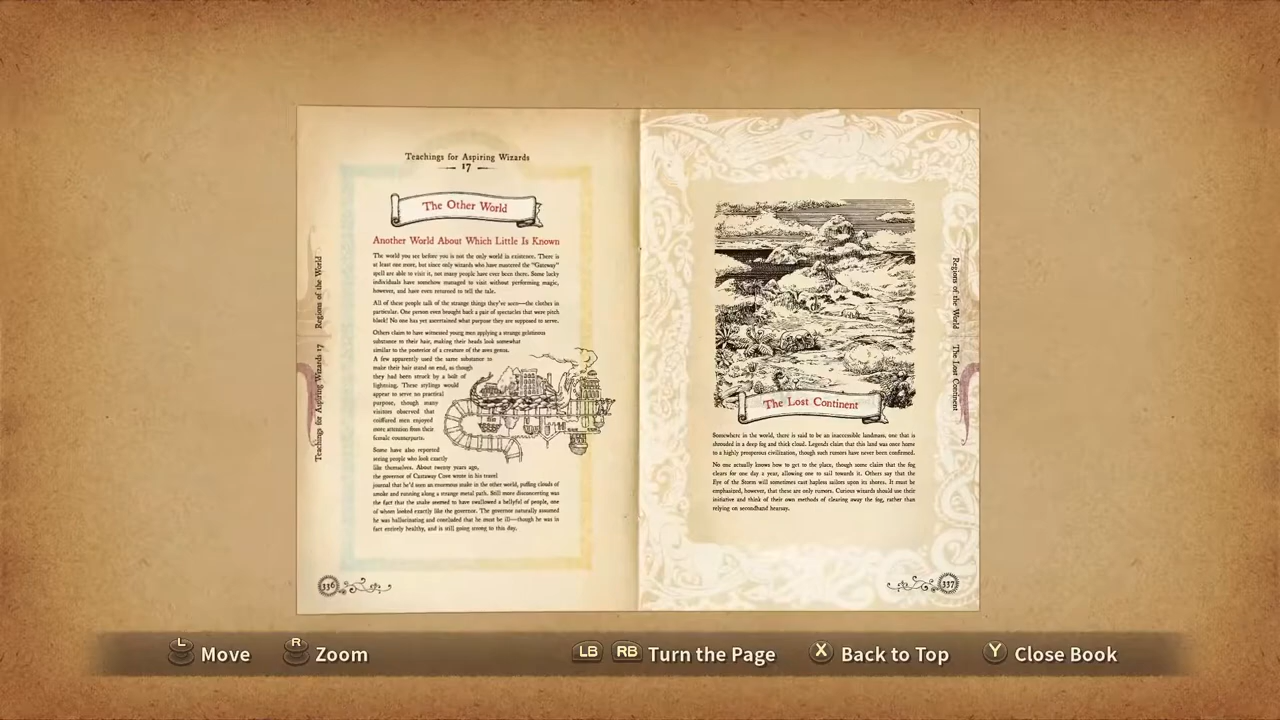 Teachings for Aspiring Wizards
17
The Other World
Another World About Which Little Is Known
The world you see before you is not the only world in existence. There is
at least one more, but since only wizards who have mastered the "Gateway"
spell are able to visit it, not many people have ever been there. Some lucky
individuals have somehow managed to visit without performing magic,
however, and have even returned to tell the tale.
All of these people talk of the strange things they've seen—the clothes in
particular. One person even brought back a pair of spectacles that were pitch
black! No one has yet ascertained what purpose they are supposed to serve.
Others claim to have witnessed young men applying a strange gelatinous
substance to their hair, making their heads look somewhat
similar to the posterior of a creature of the aves genus.
A few apparently used the same substance to
make their hair stand on end, as though
they had been struck by a bolt of
lightning. These stylings would
appear to serve no practical
purpose, though many
visitors observed that
coiffured men enjoyed
more attention from their
female counterparts.
Some have also reported
seeing people who look exactly
like themselves. About twenty years ago,
the governor of Castaway Cove wrote in his travel
journal that he'd seen an enormous snake in the other world, puffing clouds of
smoke and running along a strange metal path. Still more disconcerting was
the fact that the snake seemed to have swallowed a bellyful of people, one
of whom looked exactly like the governor. The governor naturally assumed
he was hallucinating and concluded that he must be ill—though he was in
fact entirely healthy, and is still going strong to this day.
Regions of the World
Teachings for Aspiring Wizards 17
336
The Lost Continent
Somewhere in the world, there is said to be an inaccessible landmass, one that is
shrouded in a deep fog and thick cloud. Legends claim that this land was once home
to a highly prosperous civilization, though such rumors have never been confirmed.
No one actually knows how to get to the place, though some claim that the fog
clears for one day a year, allowing one to sail towards it. Others say that the
Eye of the Storm will sometimes cast hapless sailors upon its shores. It must be
emphasized, however, that these are only rumors. Curious wizards should use their
initiative and think of their own methods of clearing away the fog, rather than
relying on secondhand hearsay.
Regions of the World
The Lost Continent
337
L Move R Zoom LB RB Turn the Page X Back to Top Y Close Book